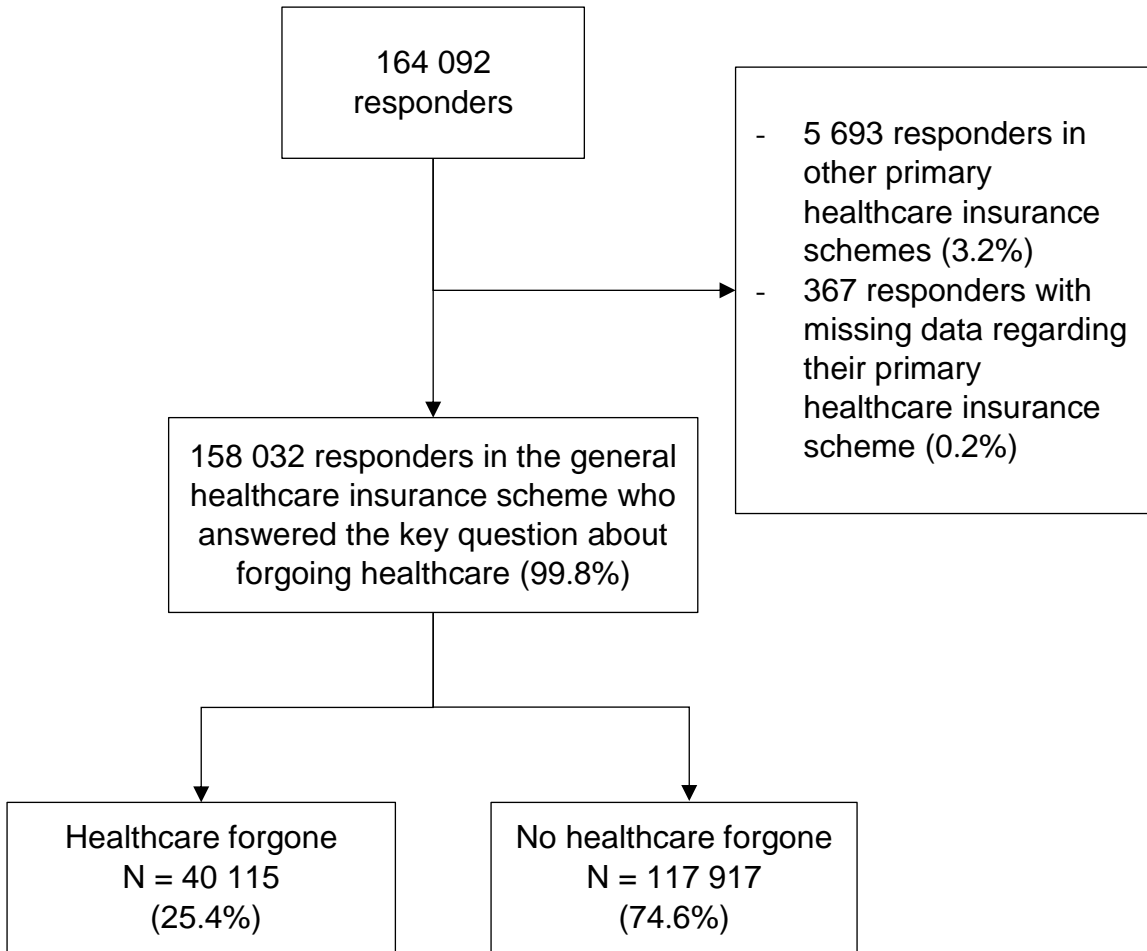 164 092
responders
- 5 693 responders in
other primary
healthcare insurance
schemes (3.2%)
- 367 responders with
missing data regarding
their primary
healthcare insurance
scheme (0.2%)
158 032 responders in the general
healthcare insurance scheme who
answered the key question about
forgoing healthcare (99.8%)
Healthcare forgone
N = 40 115
(25.4%)
No healthcare forgone
N = 117 917
(74.6%)